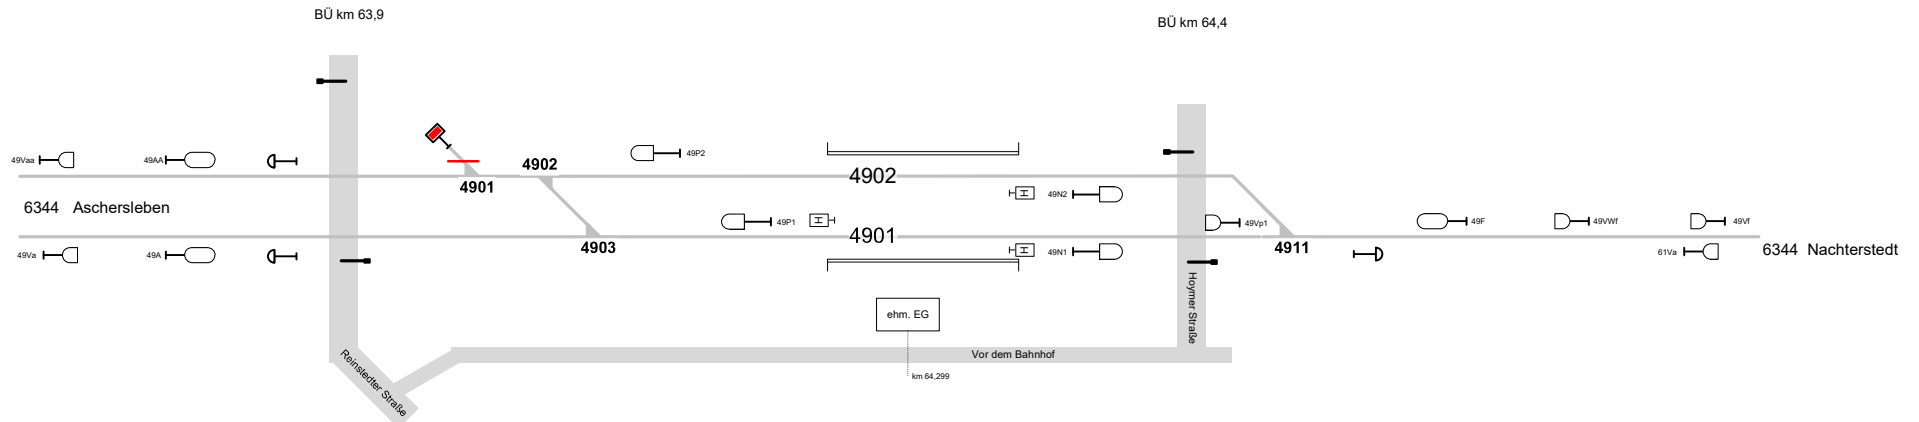 BÜ km 63,9
BÜ km 64,4
49Vaa
49AA
4901
4902
49P2
4902
49N2
6344 Aschersleben
49P1
49Vp1
49F
49VWf
49Vf
4901
49Va
49A
4903
49N1
4911
61Va
6344 Nachterstedt
Hoymer Straße
ehm. EG
Vor dem Bahnhof
km 64,299
Reinstedter Straße
H
H
H